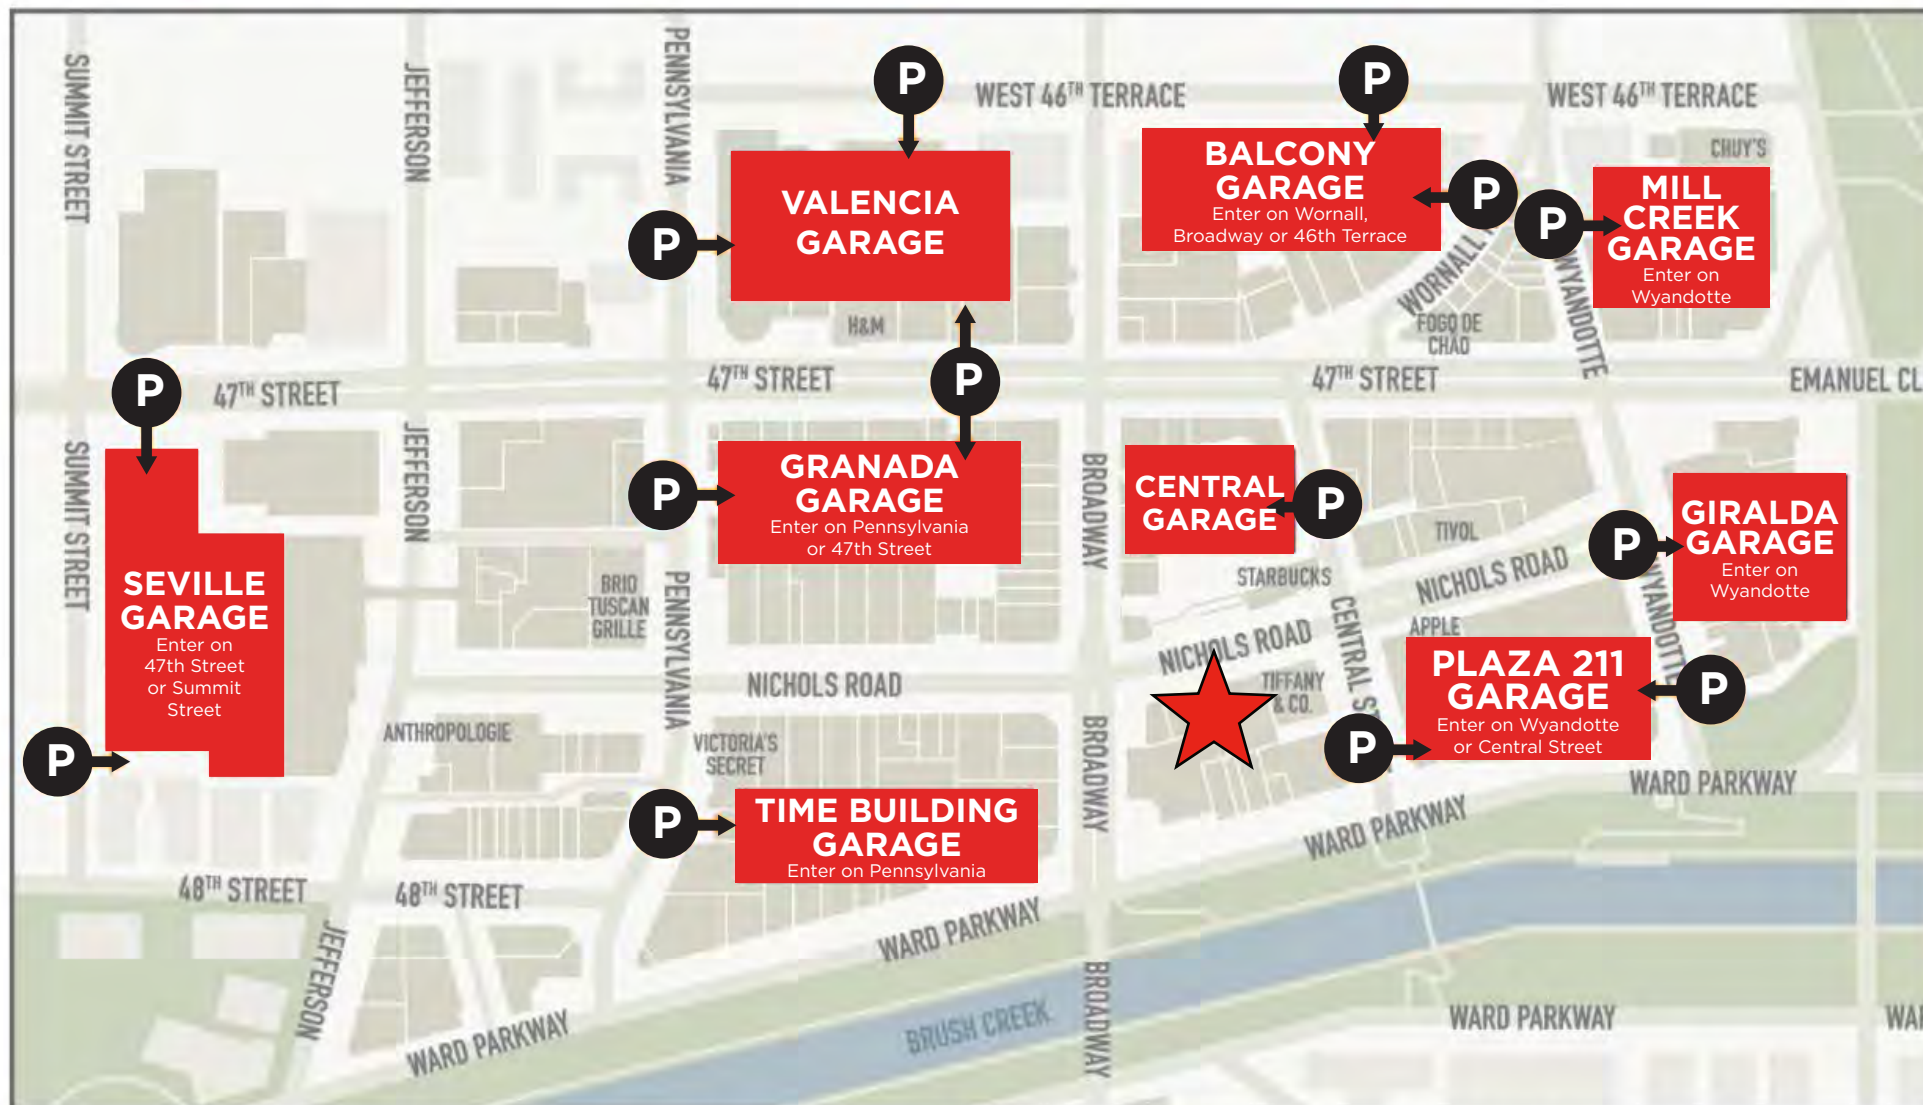 SUMMIT STREET
JEFFERSON
PENNSYLVANIA
P
WEST 46TH TERRACE
P
WEST 46TH TERRACE
CHUY'S
VALENCIA
GARAGE
P
BALCONY
GARAGE
Enter on Wornall,
Broadway or 46th Terrace
P
P
MILL
CREEK
GARAGE
Enter on
Wyandotte
WORNALL
WYANDOTTE
H&M
FOGO DE
CHAO
P
47TH STREET
47TH STREET
P
47TH STREET
EMANUEL CL
SUMMIT STREET
JEFFERSON
P
GRANADA
GARAGE
Enter on Pennsylvania
or 47th Street
BROADWAY
CENTRAL
GARAGE
P
TIVOL
P
GIRALDA
GARAGE
Enter on
Wyandotte
SEVILLE
GARAGE
Enter on
47th Street
or Summit
Street
BRIO
TUSCAN
GRILLE
PENNSYLVANIA
STARBUCKS
NICHOLS ROAD
WYANDOTTE
NICHOLS ROAD
CENTRAL
APPLE
NICHOLS ROAD
TIFFANY
& CO.
PLAZA 211
GARAGE
Enter on Wyandotte
or Central Street
P
P
P
ANTHROPOLOGIE
VICTORIA'S
SECRET
BROADWAY
P
TIME BUILDING
GARAGE
Enter on Pennsylvania
WARD PARKWAY
WARD PARKWAY
48TH STREET
48TH STREET
WARD PARKWAY
JEFFERSON
WARD PARKWAY
BRUSH CREEK
BROADWAY
WARD PARKWAY
WAR